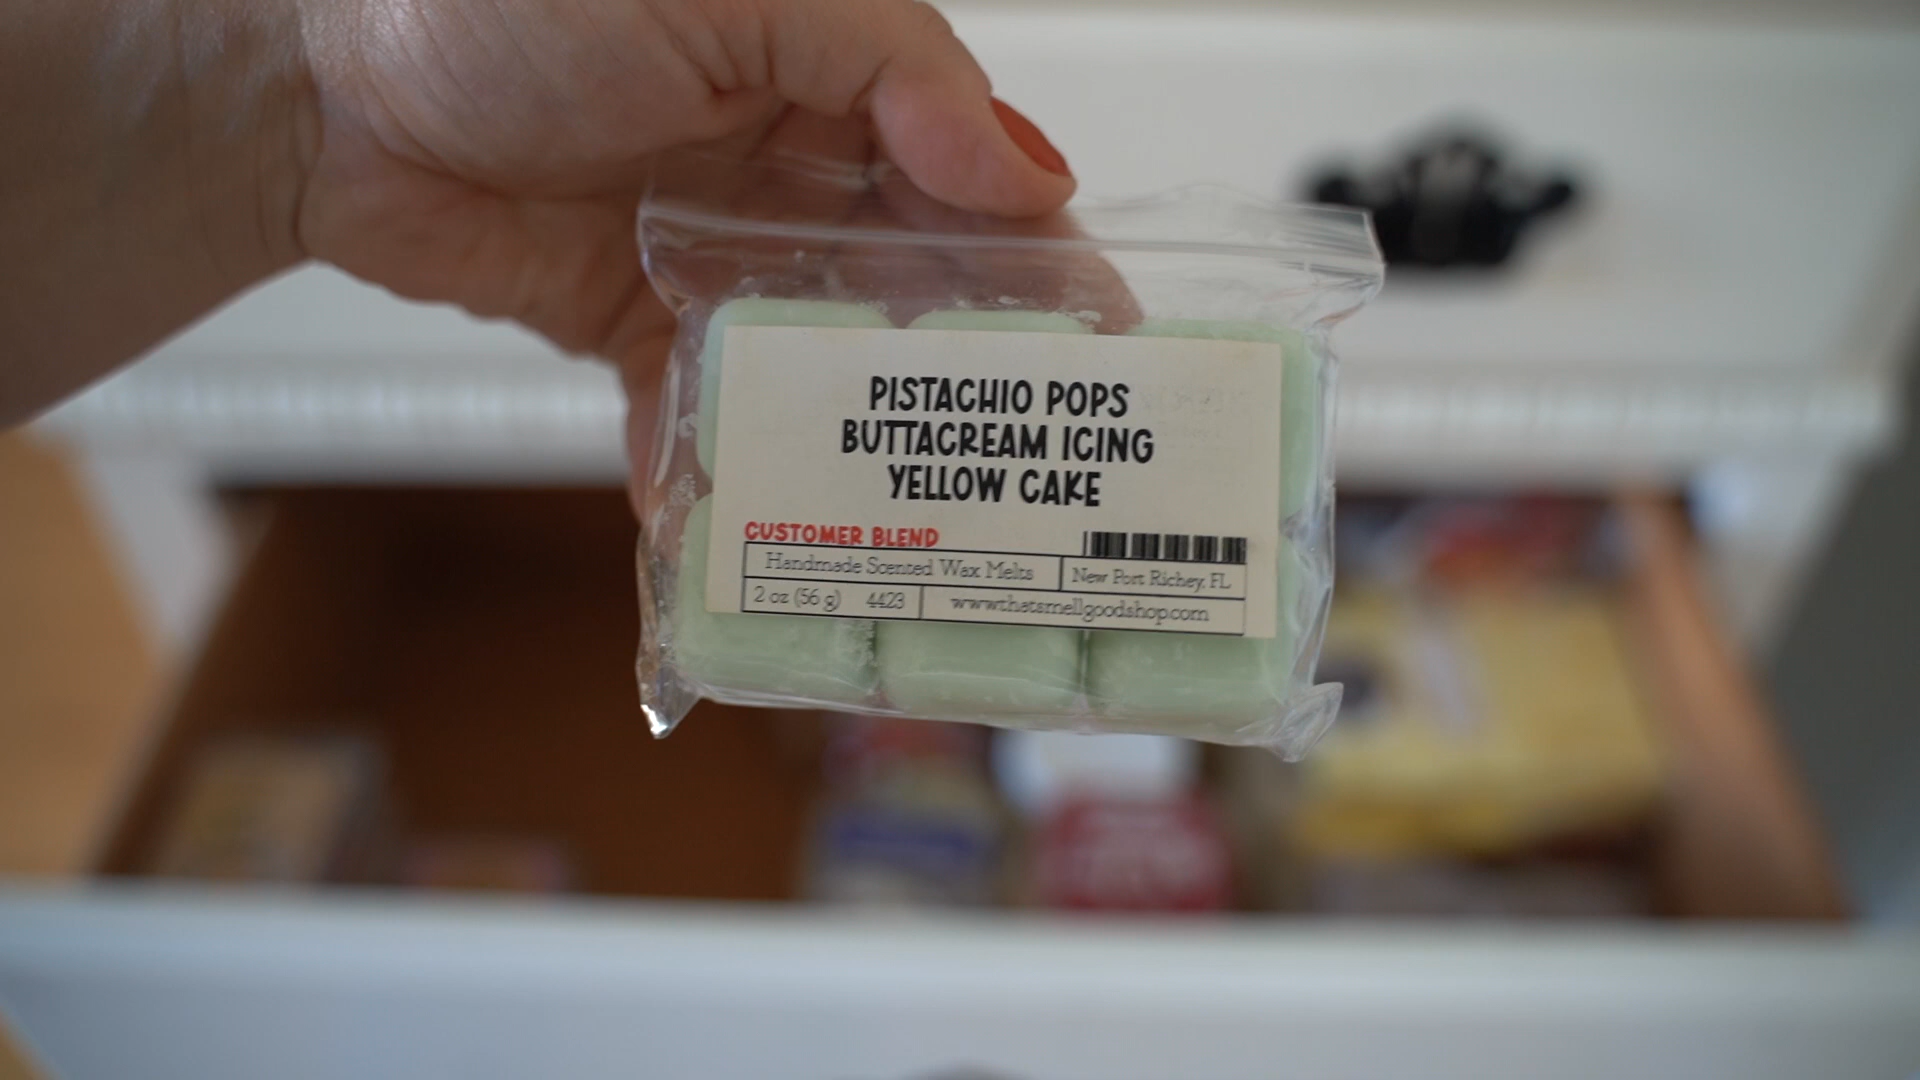 PISTACHIO POPS
BUTTACREAM ICING
YELLOW CAKE
CUSTOMER BLEND
Handmade Scented Wax Melts
New Port Richey, FL
2 oz (56 g) 4423
www.thatsmellgoodshop.com